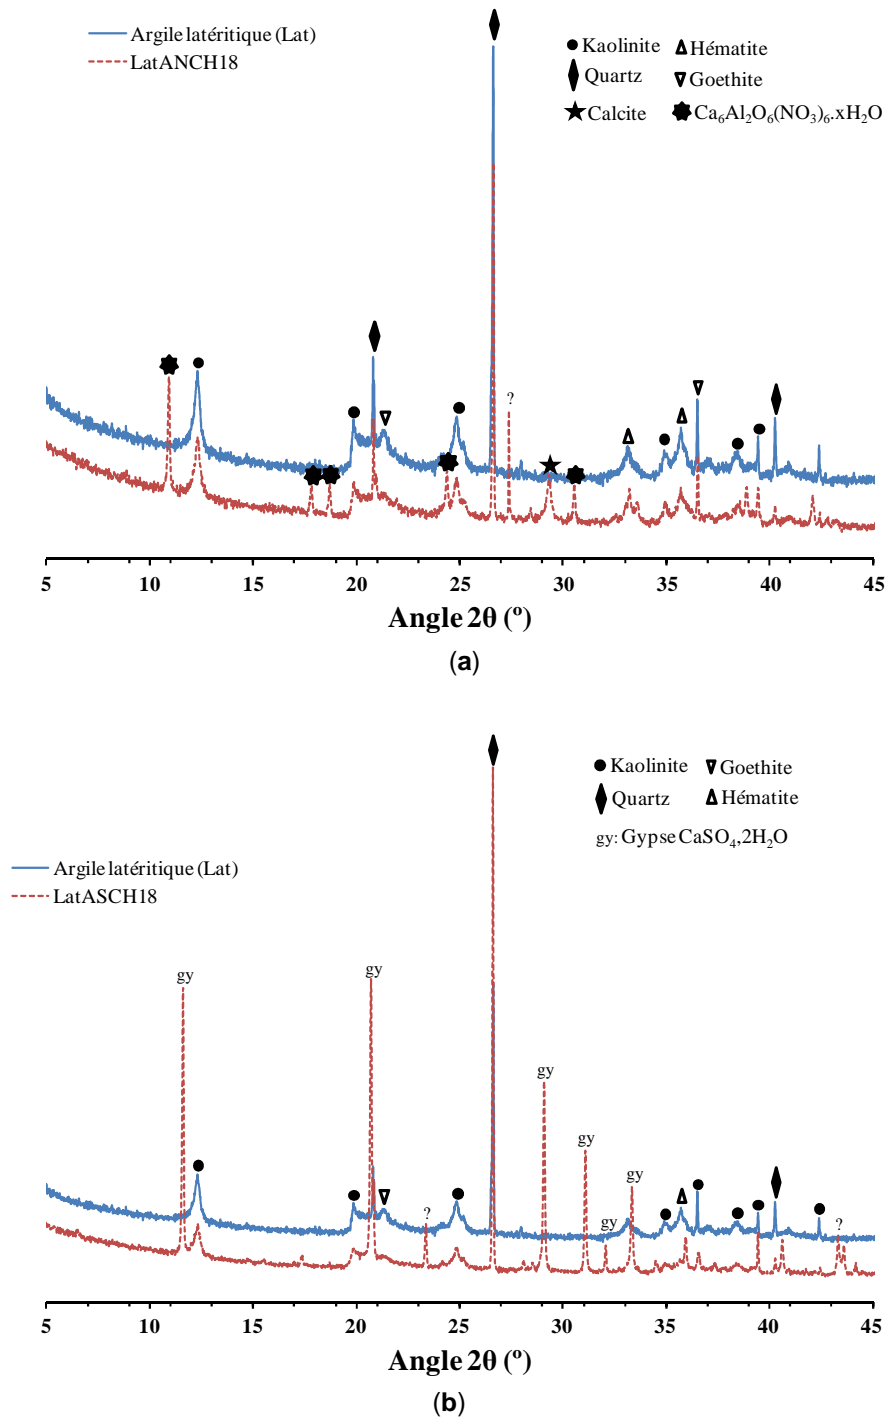 Argile latéritique (Lat)
LatANCH18
Kaolinite
Hématite
Quartz
Goethite
Calcite
Ca₆Al₂O₆(NO₃)₆.xH₂O
?
5 10 15 20 25 30 35 40 45
Angle 2θ (°)
(a)
Kaolinite
Goethite
Quartz
Hématite
gy: Gypse CaSO₄,2H₂O
Argile latéritique (Lat)
LatASCH18
gy
gy
gy
gy
gy
gy
?
?
5 10 15 20 25 30 35 40 45
Angle 2θ (°)
(b)